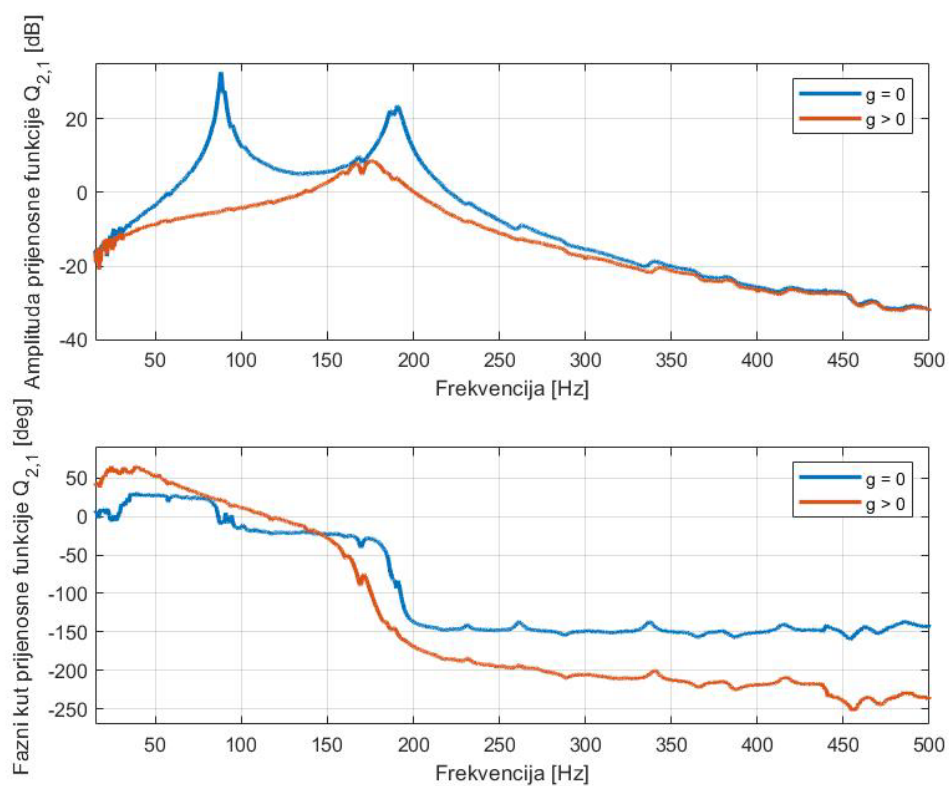 Amplituda prijenosne funkcije Q2,1 [dB]
20
0
-20
-40
g = 0
g > 0
50 100 150 200 250 300 350 400 450 500
Frekvencija [Hz]
Fazni kut prijenosne funkcije Q2,1 [deg]
50
0
-50
-100
-150
-200
-250
g = 0
g > 0
50 100 150 200 250 300 350 400 450 500
Frekvencija [Hz]